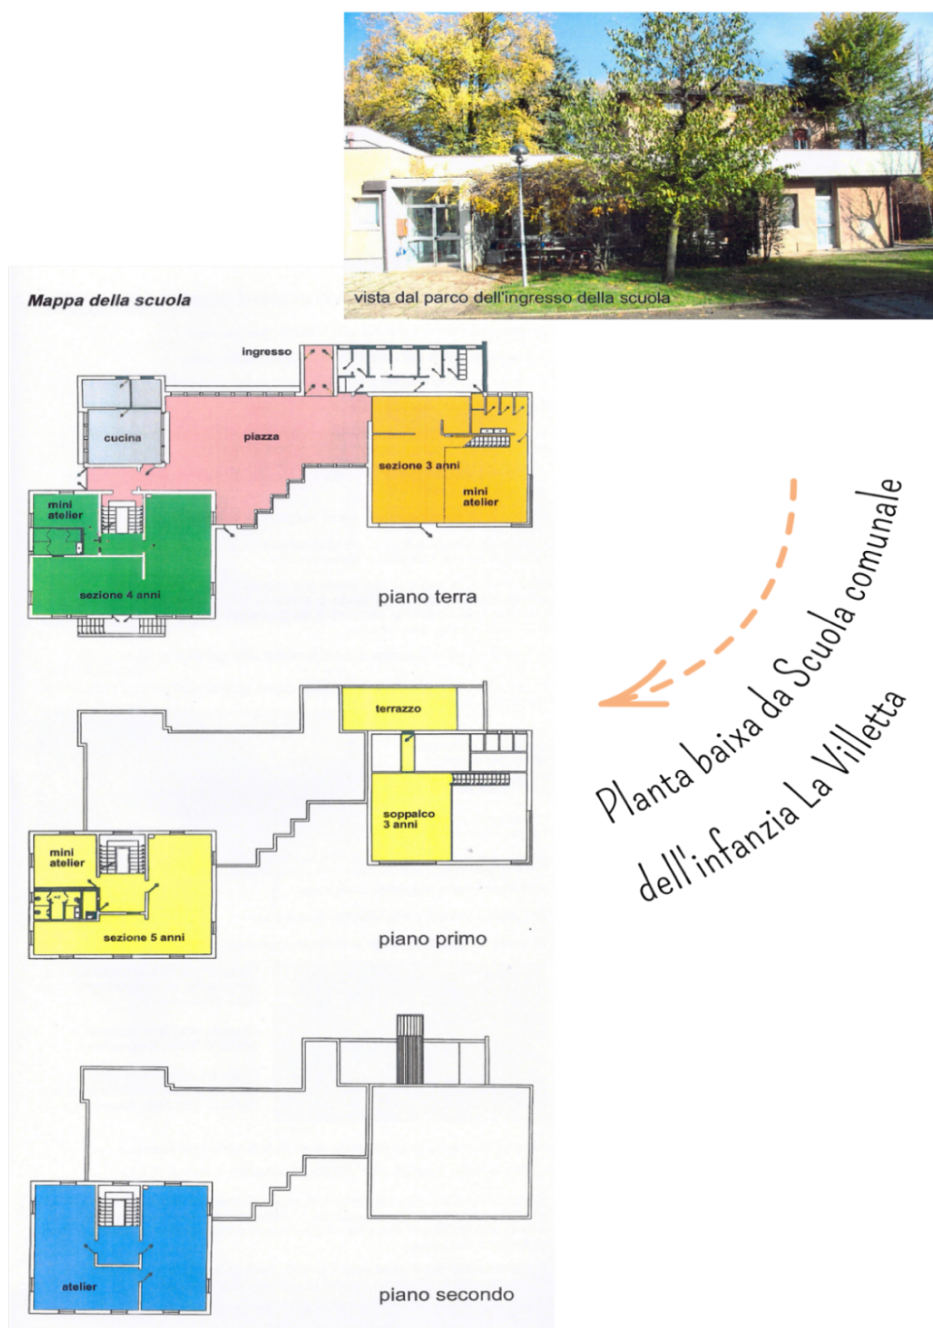 vista dal parco dell'ingresso della scuola
Mappa della scuola
ingresso
cucina
piazza
sezione 3 anni
mini
atelier
mini
atelier
sezione 4 anni
piano terra
Planta baixa da Scuola comunale
dell'infanzia La Villetta
terrazzo
soppalco
3 anni
mini
atelier
sezione 5 anni
piano primo
atelier
piano secondo